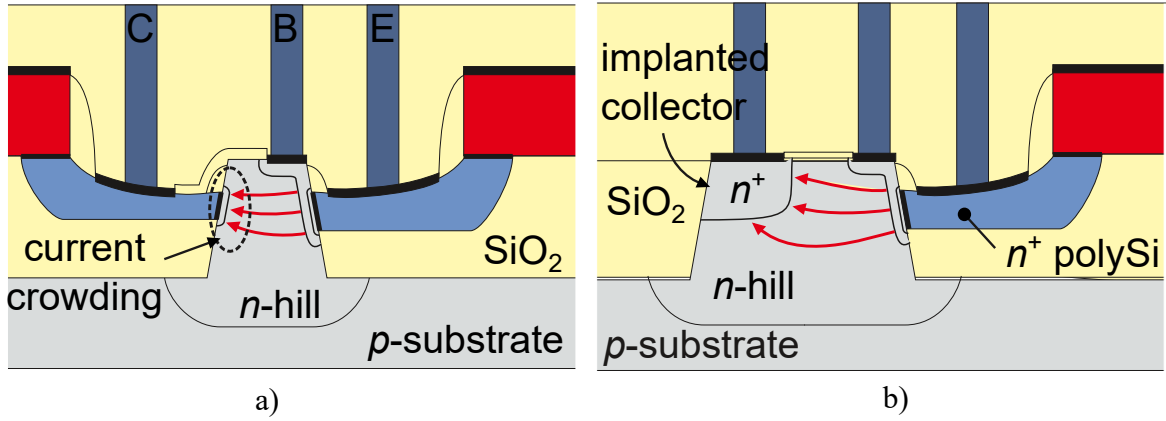 C
B
E
current
crowding
n-hill
SiO2
p-substrate
a)
implanted
collector
n+
SiO2
n+ polySi
n-hill
p-substrate
b)